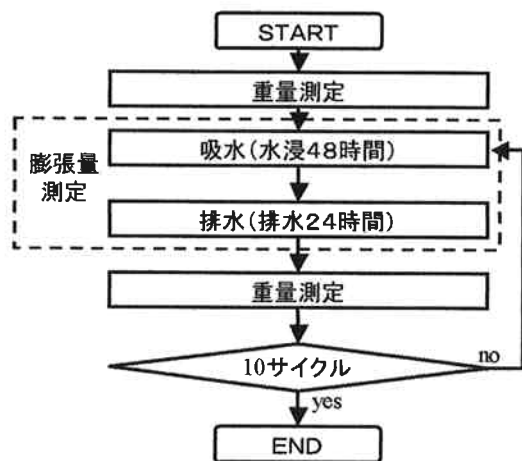 START
重量測定
吸水(水浸48時間)
膨張量
測定
排水(排水24時間)
重量測定
10サイクル
no
yes
END